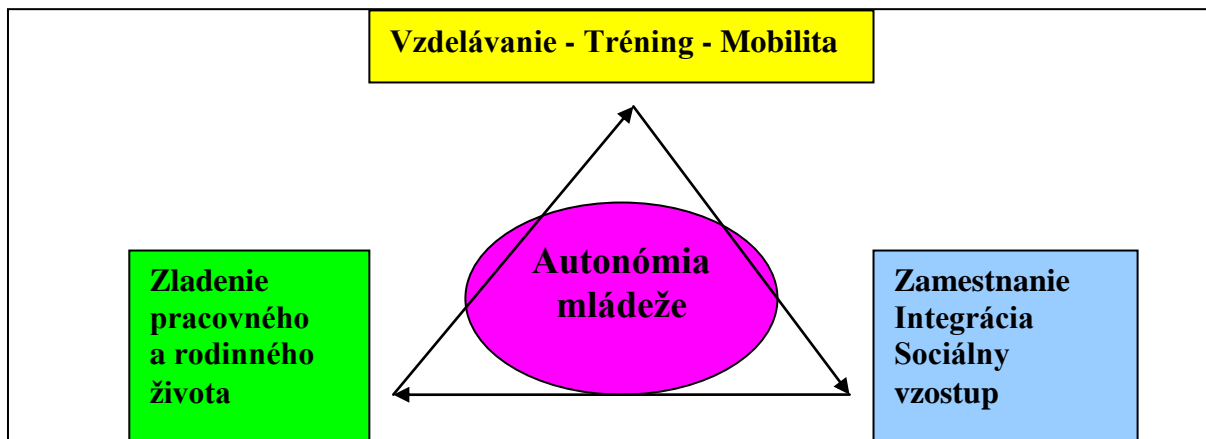 Vzdelávanie - Tréning - Mobilita
Autonómia
mládeže
Zladenie
pracovného
a rodinného
života
Zamestnanie
Integrácia
Sociálny
vzostup